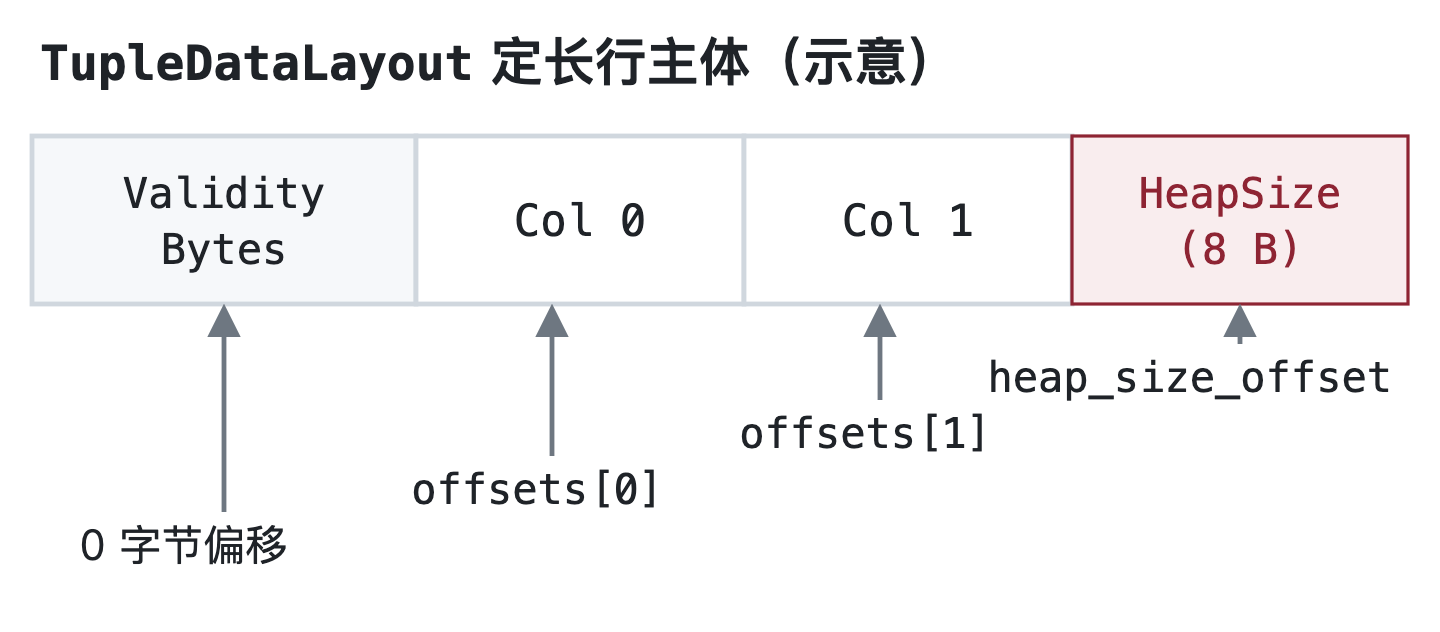 TupleDataLayout 定长行主体（示意）
Validity
Bytes
Col 0
Col 1
HeapSize
(8 B)
heap_size_offset
offsets[1]
offsets[0]
0 字节偏移